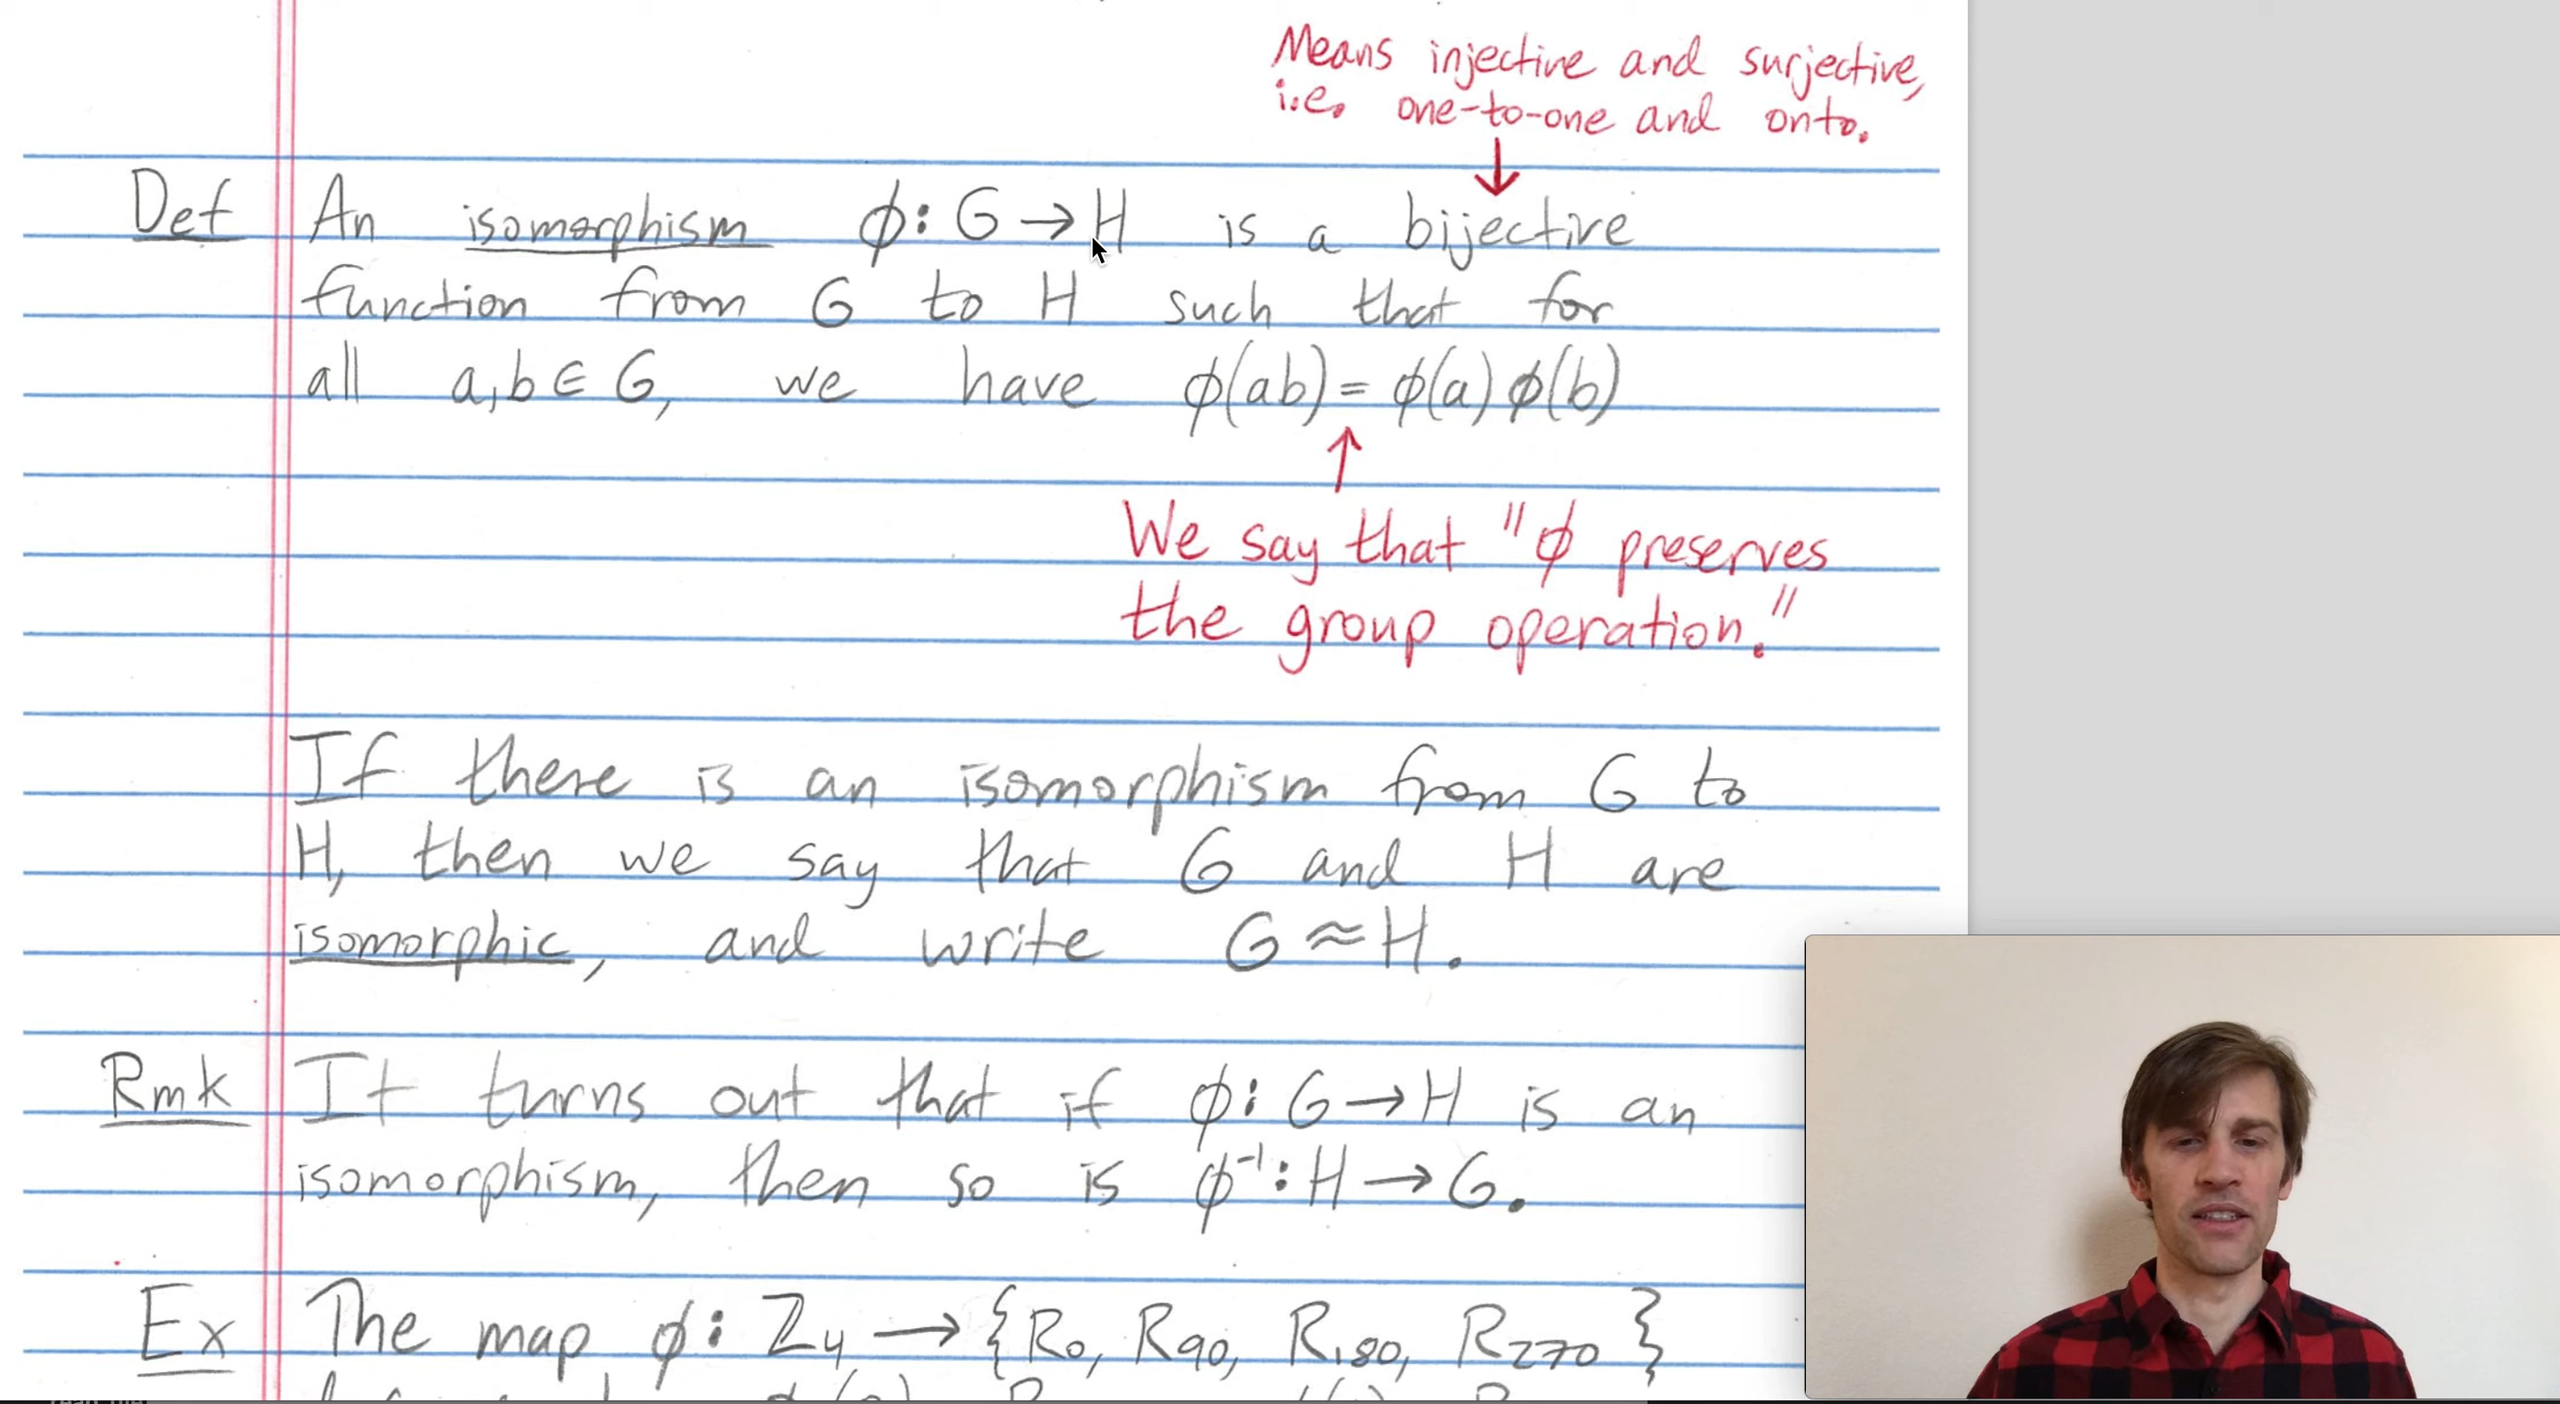 Means injective and surjective,
i.e. one-to-one and onto.
Def An isomorphism ϕ: G → H is a bijective
function from G to H such that for
all a,b ∈ G, we have ϕ(ab) = ϕ(a) ϕ(b)
We say that "ϕ preserves
the group operation."
If there is an isomorphism from G to
H, then we say that G and H are
isomorphic, and write G ≈ H.
Rmk It turns out that if ϕ: G → H is an
isomorphism, then so is ϕ⁻¹: H → G.
Ex The map ϕ: ℤ₄ → {R₀, R₉₀, R₁₈₀, R₂₇₀}